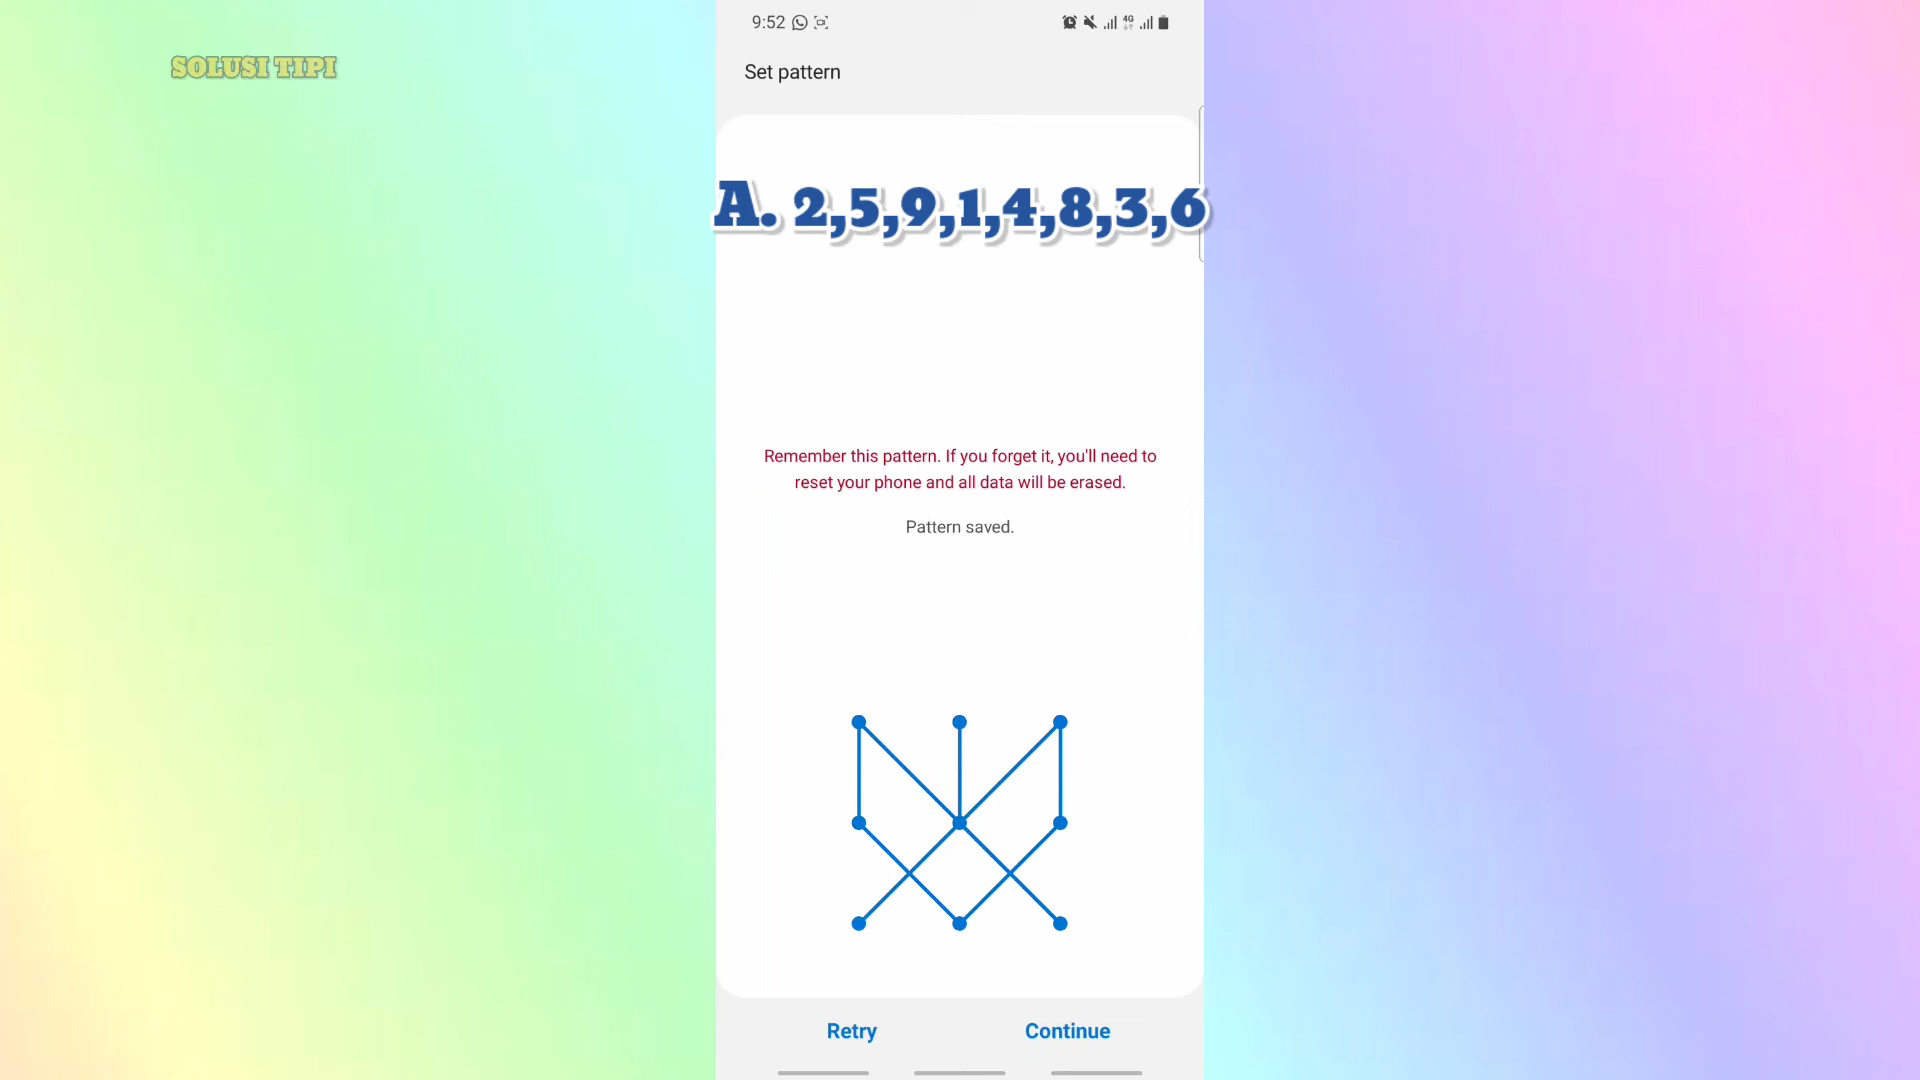 9:52
4G
SOLUSI TIPI
Set pattern
A. 2,5,9,1,4,8,3,6
Remember this pattern. If you forget it, you'll need to
reset your phone and all data will be erased.
Pattern saved.
Retry
Continue